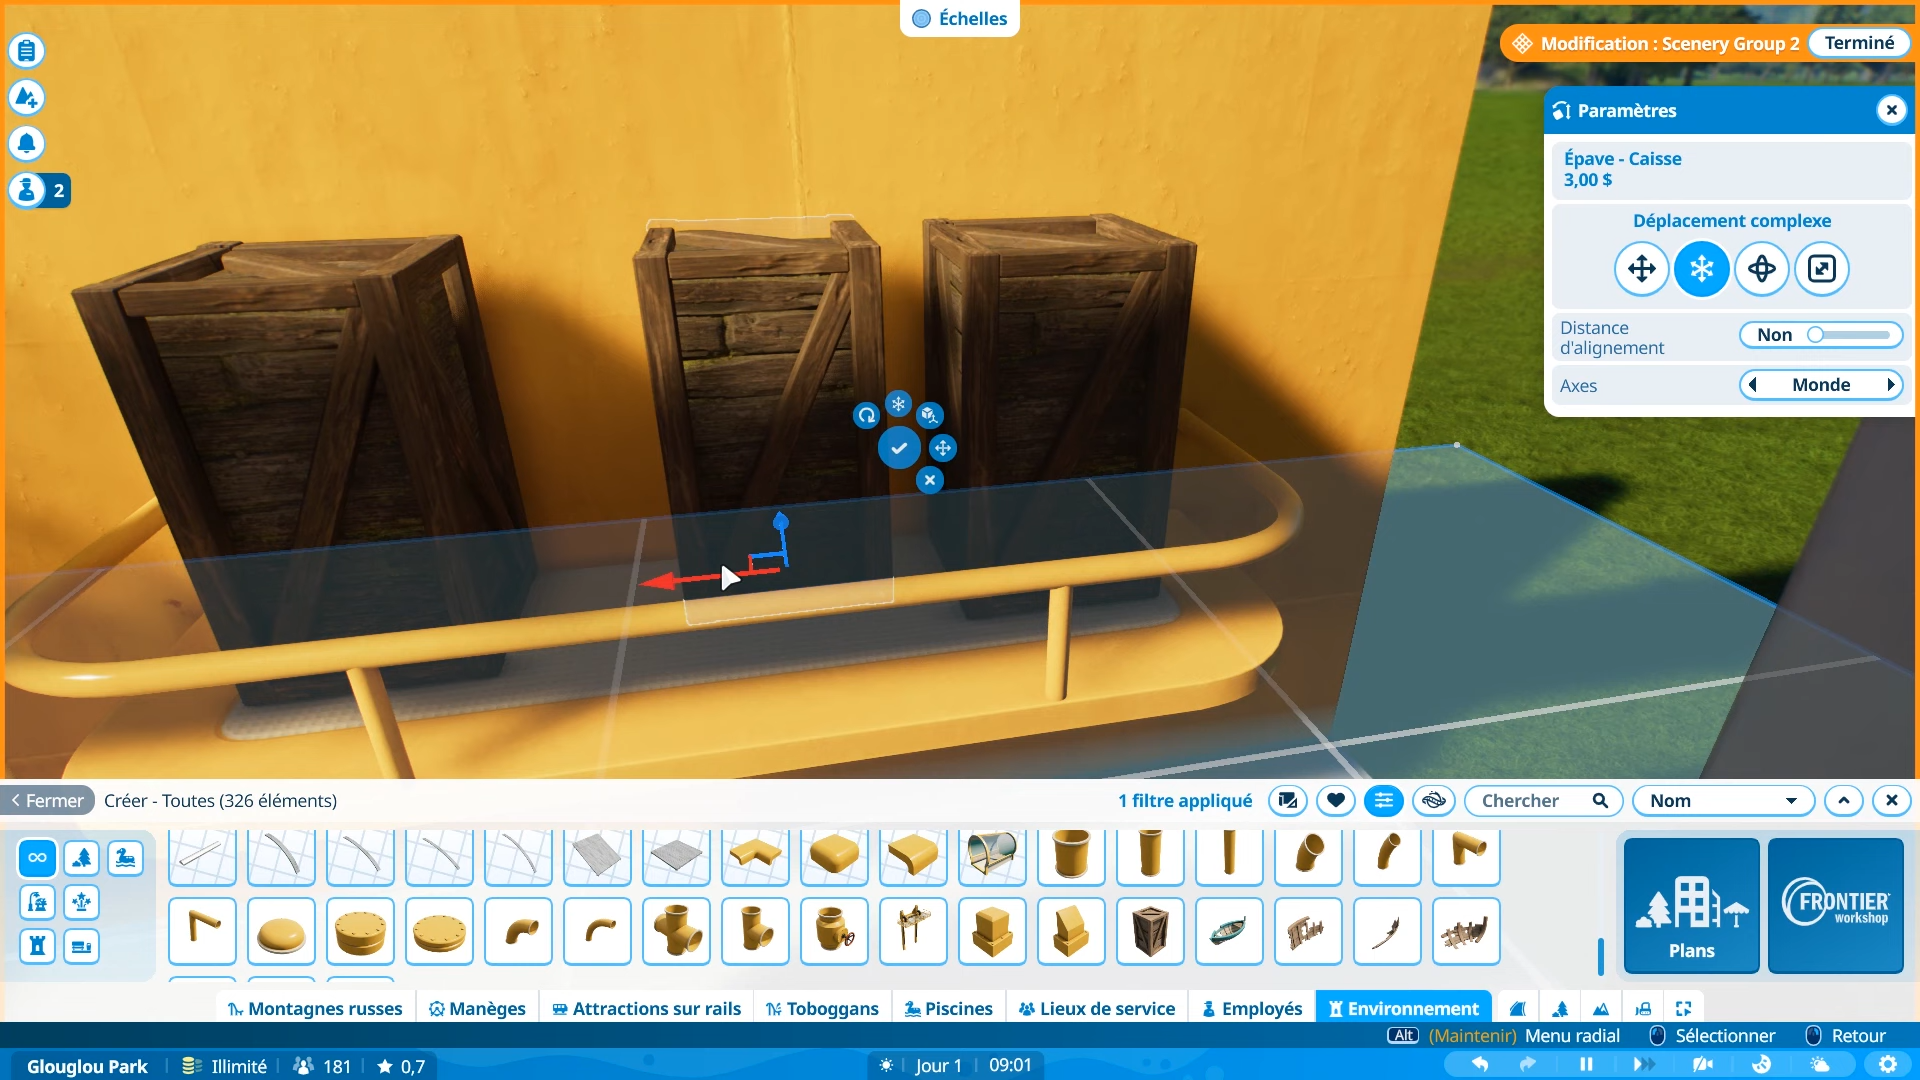 Échelles
Modification : Scenery Group 2
Terminé
2
Paramètres
Épave - Caisse
3,00 $
Déplacement complexe
Distance
d'alignement
Non
Axes
Monde
Fermer
Créer - Toutes (326 éléments)
1 filtre appliqué
Chercher
Nom
Plans
FRONTIER
workshop
Montagnes russes
Manèges
Attractions sur rails
Toboggans
Piscines
Lieux de service
Employés
Environnement
Alt
(Maintenir) Menu radial
Sélectionner
Retour
Glouglou Park
Illimité
181
0,7
Jour 1
09:01